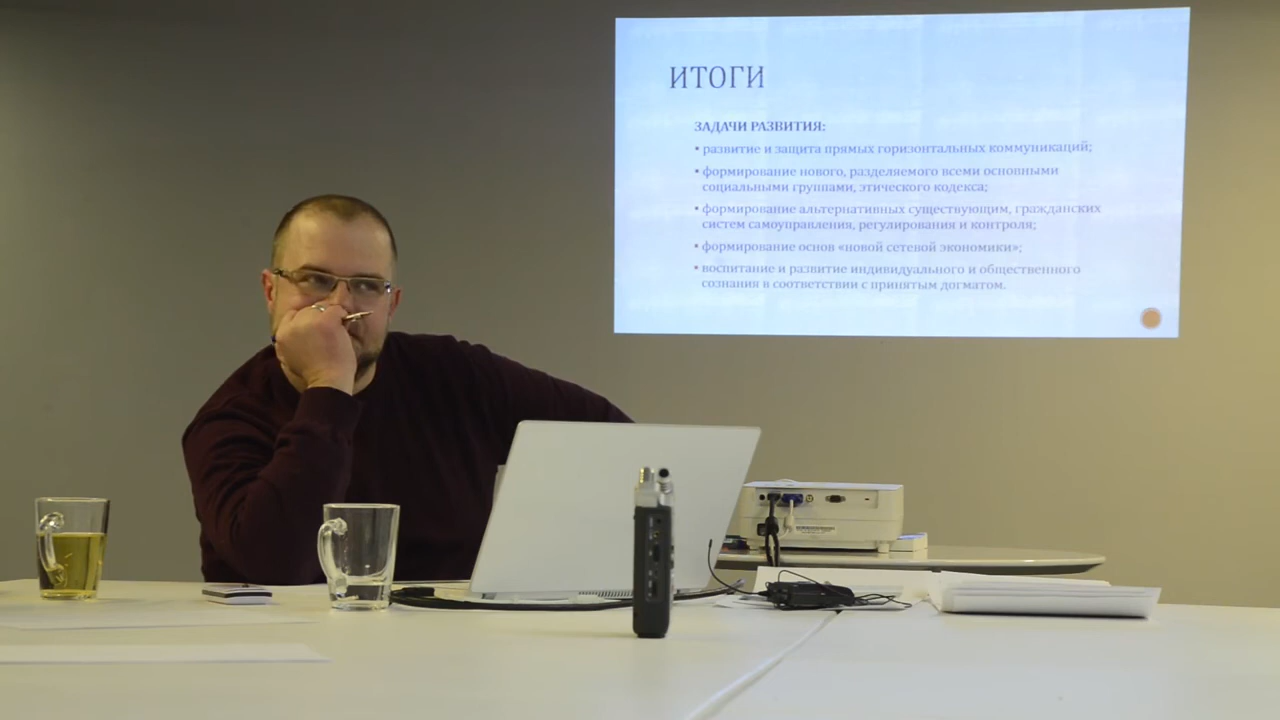 ИТОГИ
ЗАДАЧИ РАЗВИТИЯ:
▪ развитие и защита прямых горизонтальных коммуникаций;
▪ формирование нового, разделяемого всеми основными
социальными группами, этического кодекса;
▪ формирование альтернативных существующим, гражданских
систем самоуправления, регулирования и контроля;
▪ формирование основ «новой сетевой экономики»;
▪ воспитание и развитие индивидуального и общественного
сознания в соответствии с принятым догматом.